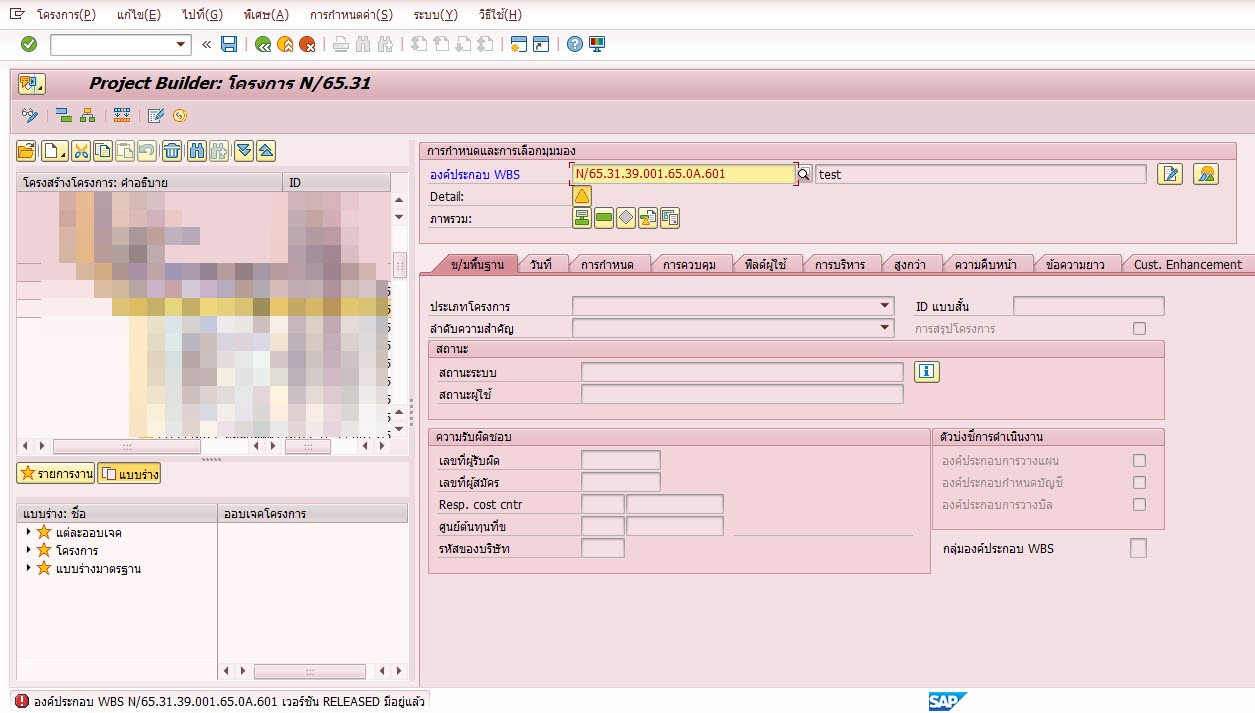 โครงการ(P) แก้ไข(E) ไปที่(G) พิเศษ(A) การกำหนดค่า(S) ระบบ(Y) วิธีใช้(H)
Project Builder: โครงการ N/65.31
การกำหนดและการเลือกมุมมอง
องค์ประกอบ WBS N/65.31.39.001.65.0A.601 test
Detail:
ภาพรวม:
โครงสร้างโครงการ: คำอธิบาย ID
ข/มพื้นฐาน วันที่ การกำหนด การควบคุม ฟิลด์ผู้ใช้ การบริหาร สูงกว่า ความคืบหน้า ข้อความยาว Cust. Enhancement
ประเภทโครงการ ID แบบสั้น
ลำดับความสำคัญ การสรุปโครงการ
สถานะ
สถานะระบบ
สถานะผู้ใช้
ความรับผิดชอบ ตัวบ่งชี้การดำเนินงาน
เลขที่ผู้รับผิด องค์ประกอบการวางแผน
เลขที่ผู้สมัคร องค์ประกอบกำหนดบัญชี
Resp. cost cntr องค์ประกอบการวางบิล
ศูนย์ต้นทุนที่ข
รหัสของบริษัท กลุ่มองค์ประกอบ WBS
รายการงาน แบบร่าง
แบบร่าง: ชื่อ ออบเจคโครงการ
แต่ละออบเจค
โครงการ
แบบร่างมาตรฐาน
องค์ประกอบ WBS N/65.31.39.001.65.0A.601 เวอร์ชัน RELEASED มีอยู่แล้ว
SAP